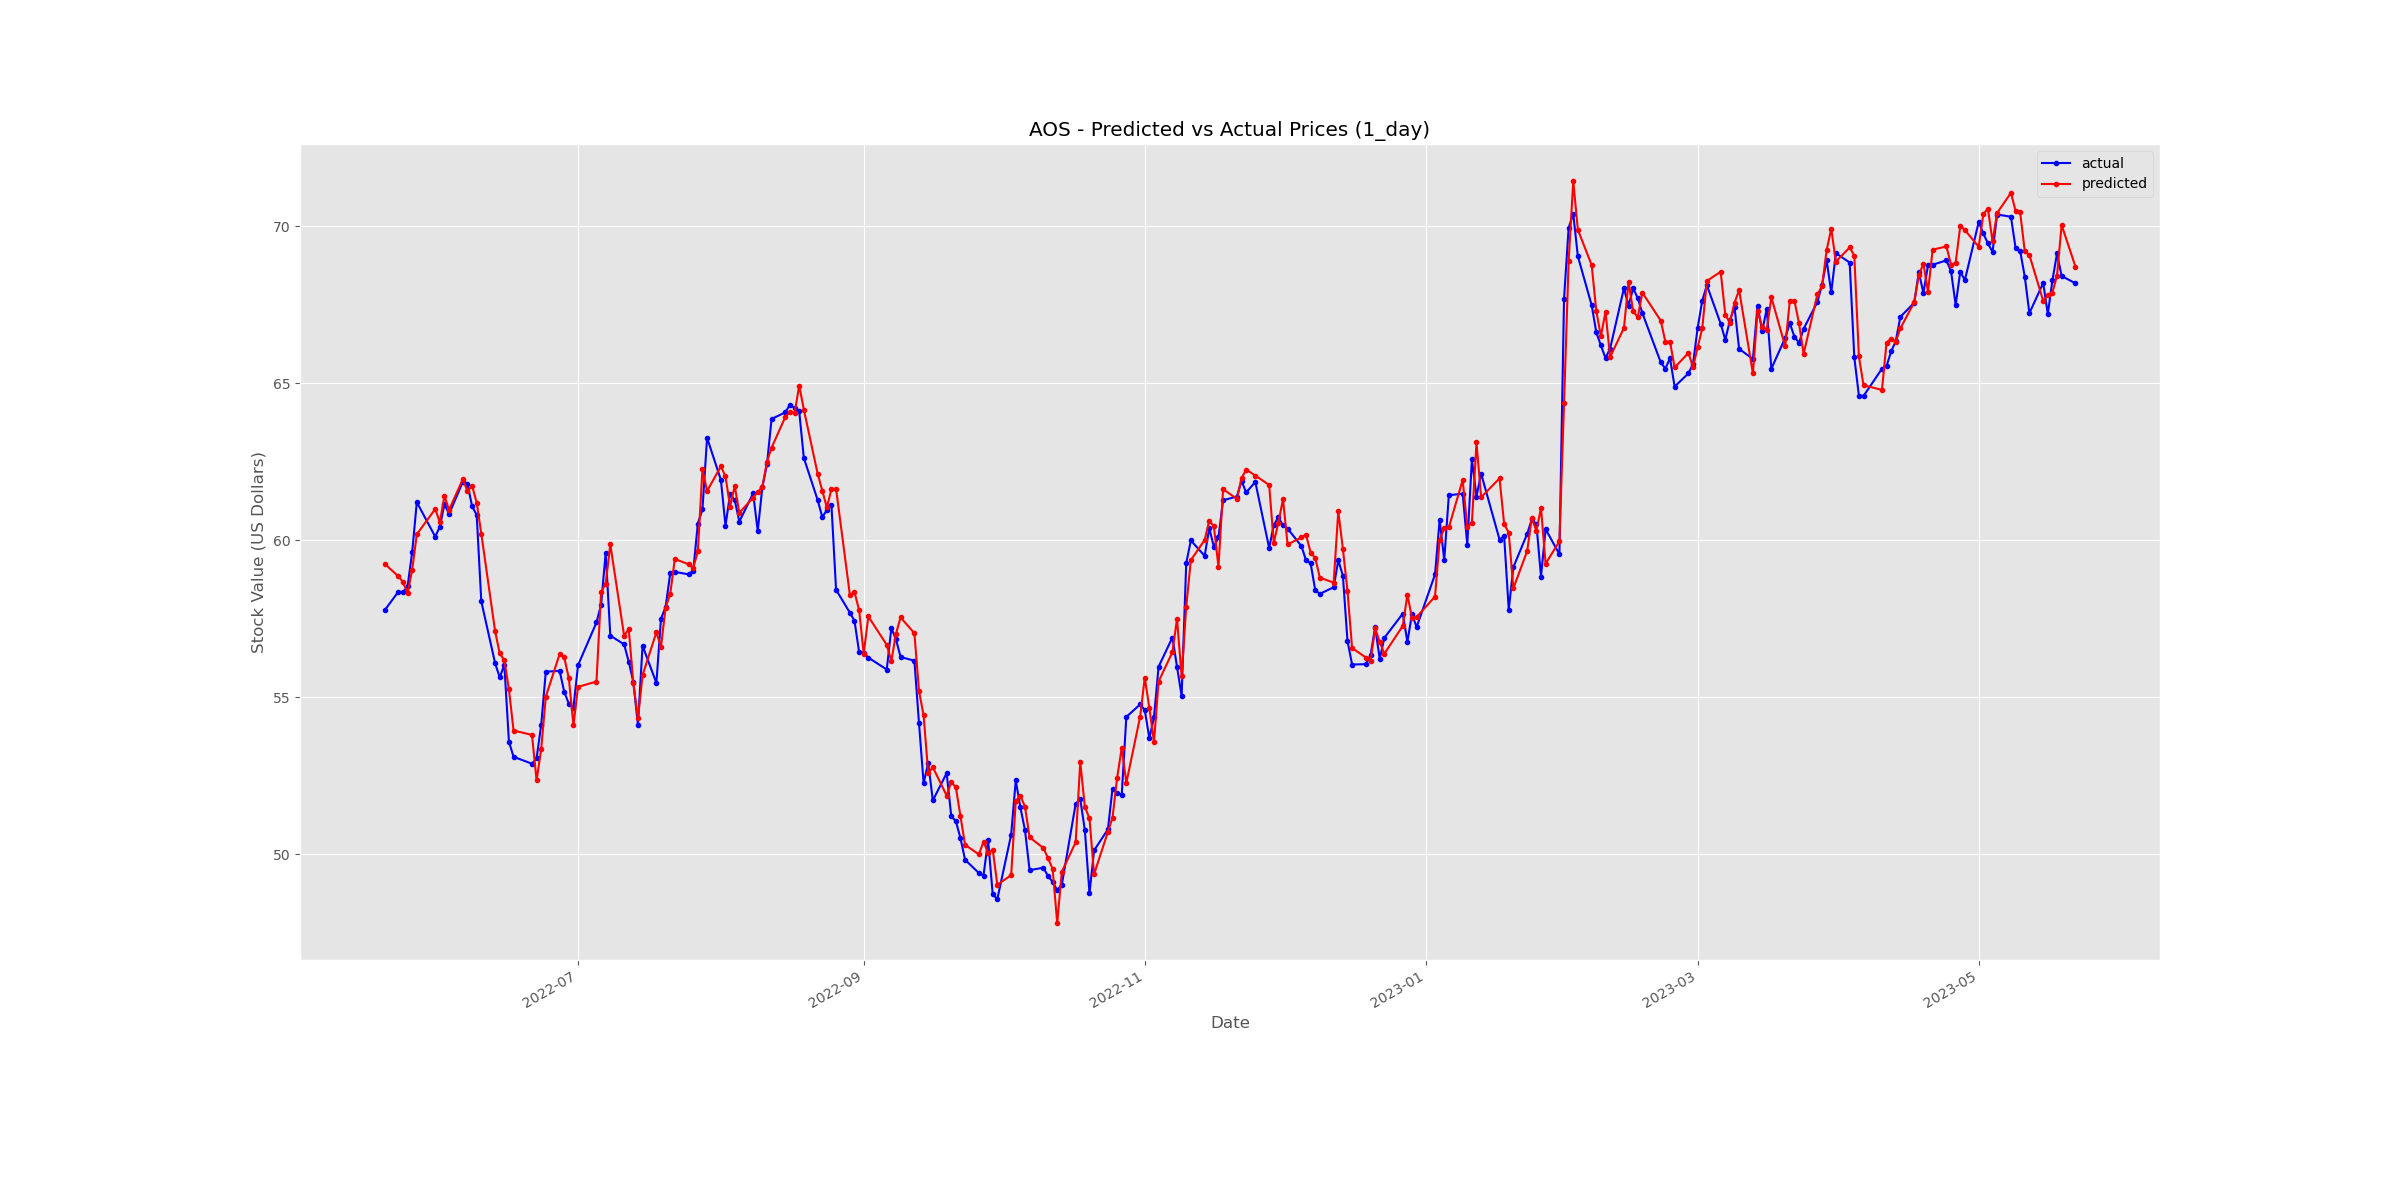 AOS - Predicted vs Actual Prices (1_day)
actual
predicted
Stock Value (US Dollars)
70
65
60
55
50
2022-07
2022-09
2022-11
2023-01
2023-03
2023-05
Date